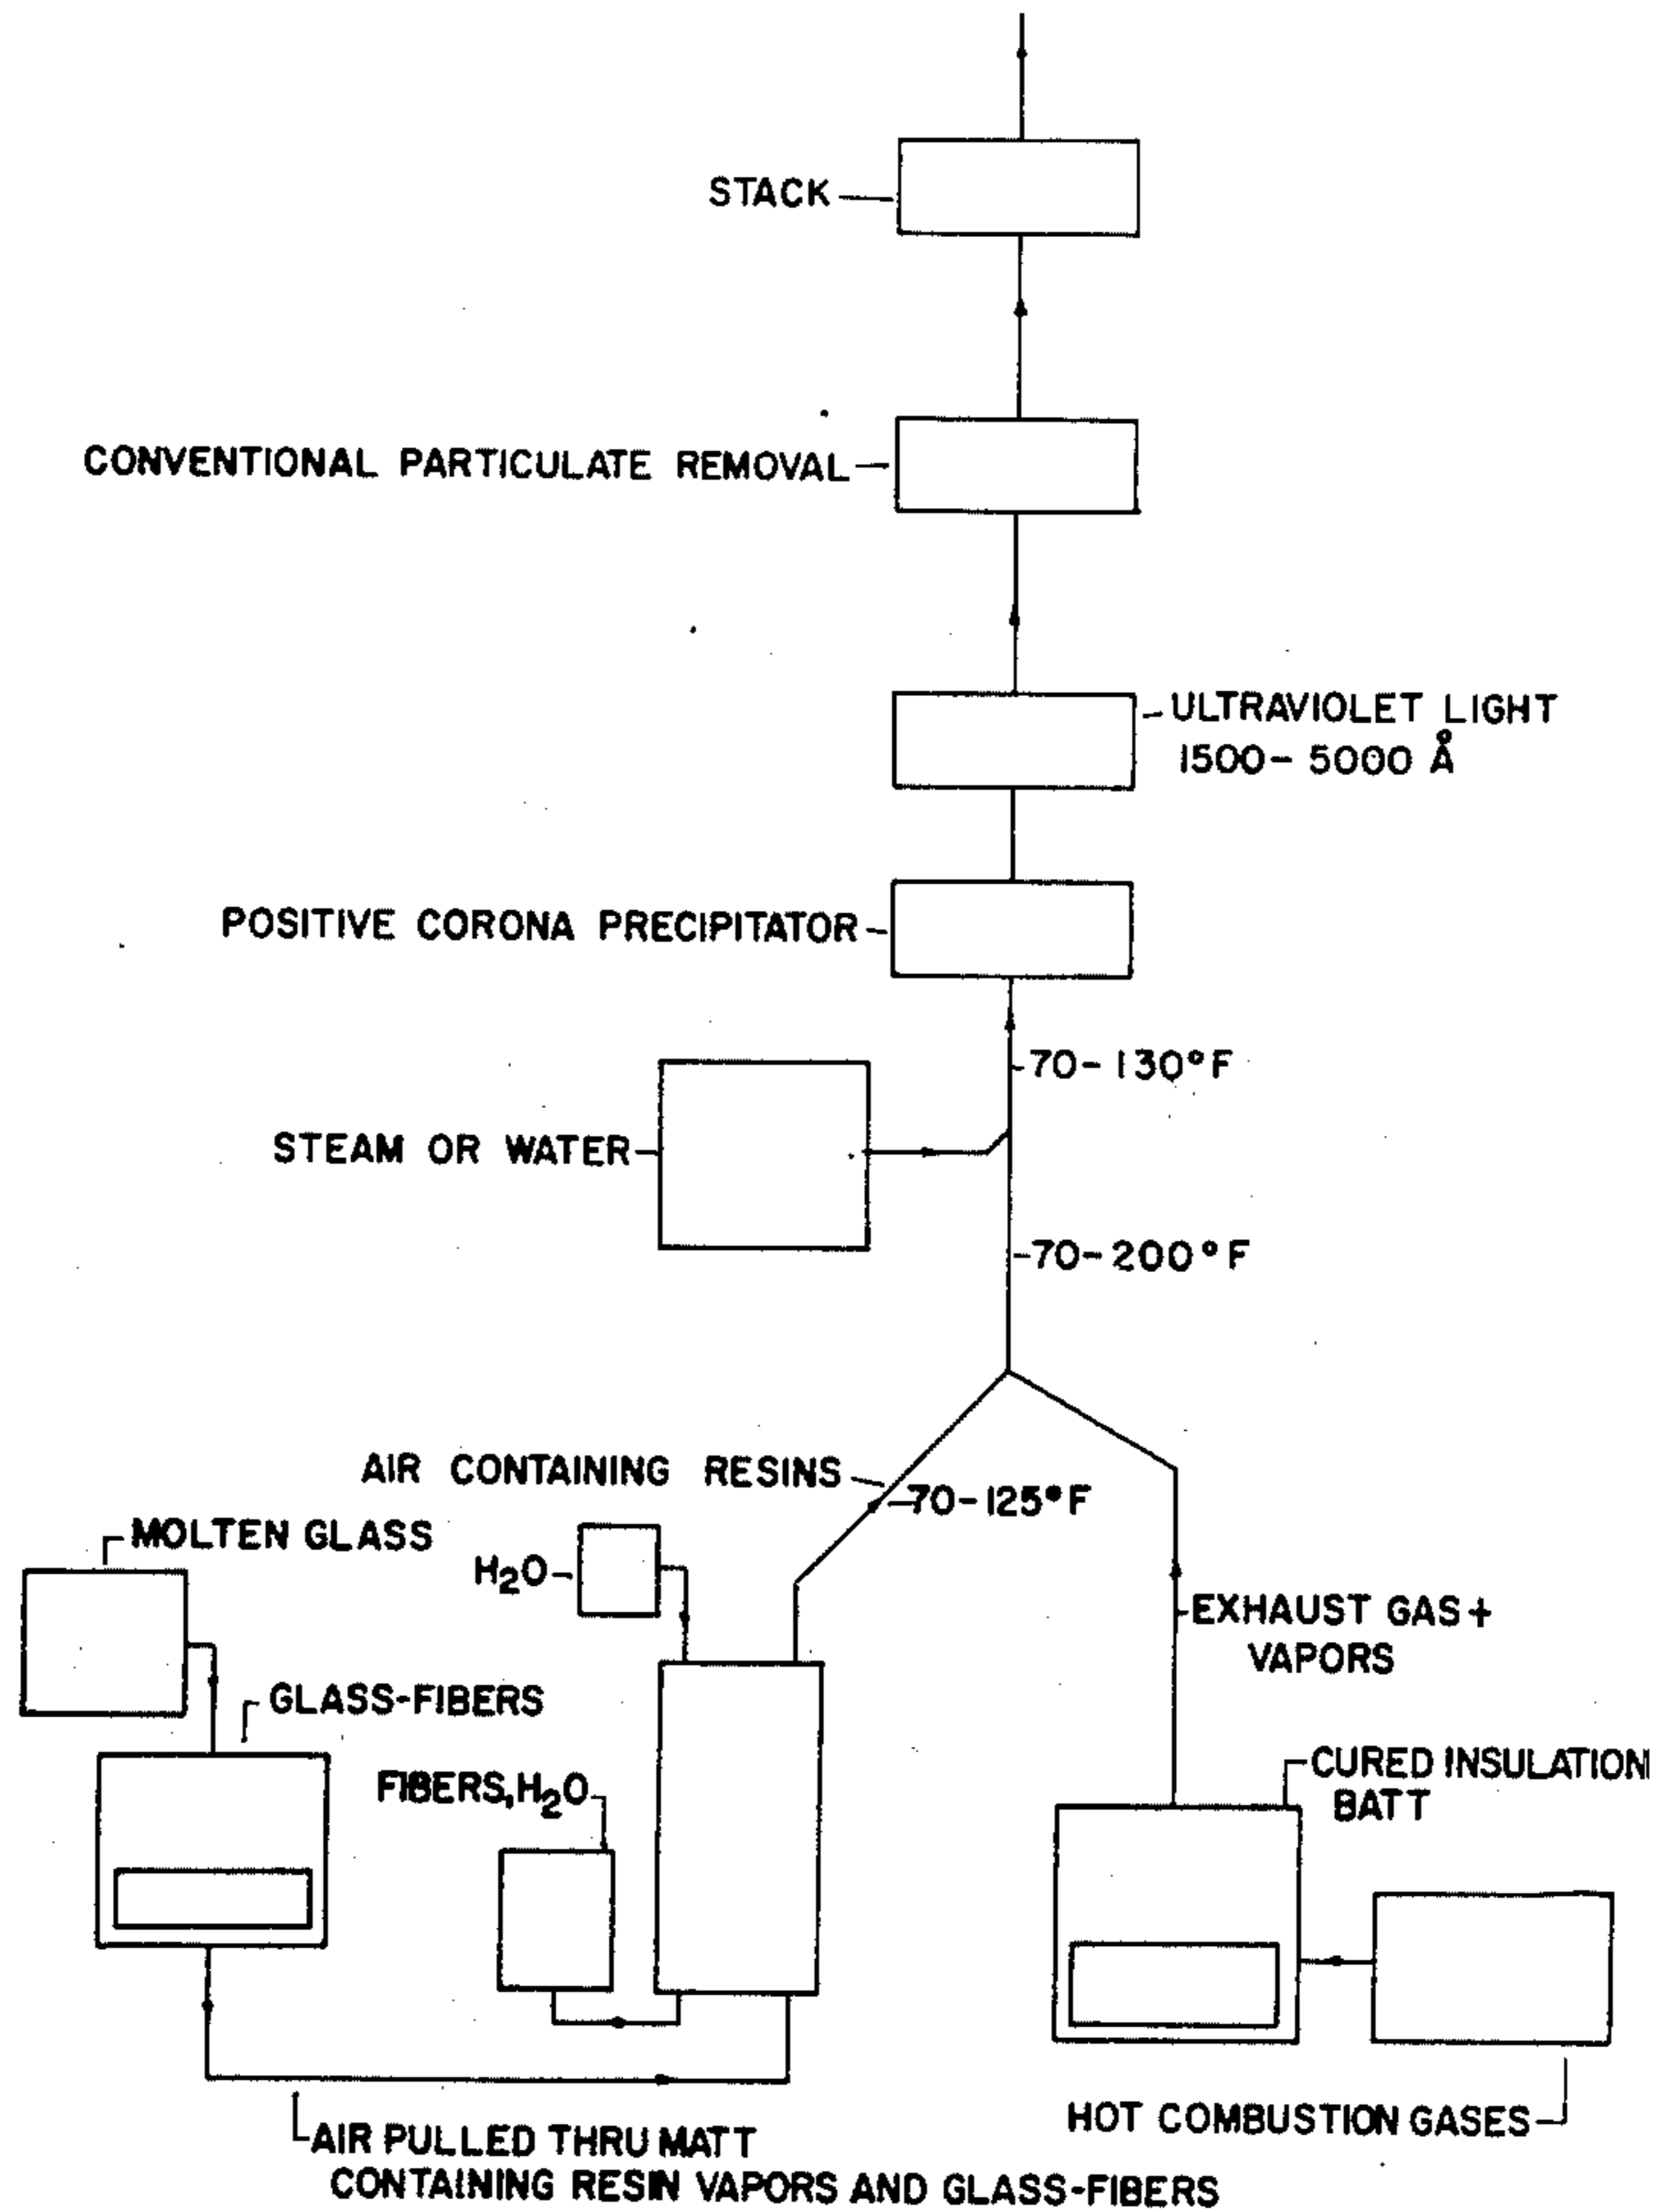 STACK
CONVENTIONAL PARTICULATE REMOVAL
ULTRAVIOLET LIGHT
1500-5000 Å
POSITIVE CORONA PRECIPITATOR
70-130°F
STEAM OR WATER
70-200°F
AIR CONTAINING RESINS
70-125°F
MOLTEN GLASS
H₂O
EXHAUST GAS +
VAPORS
GLASS-FIBERS
FIBERS, H₂O
CURED INSULATION
BATT
HOT COMBUSTION GASES
AIR PULLED THRU MATT
CONTAINING RESIN VAPORS AND GLASS-FIBERS